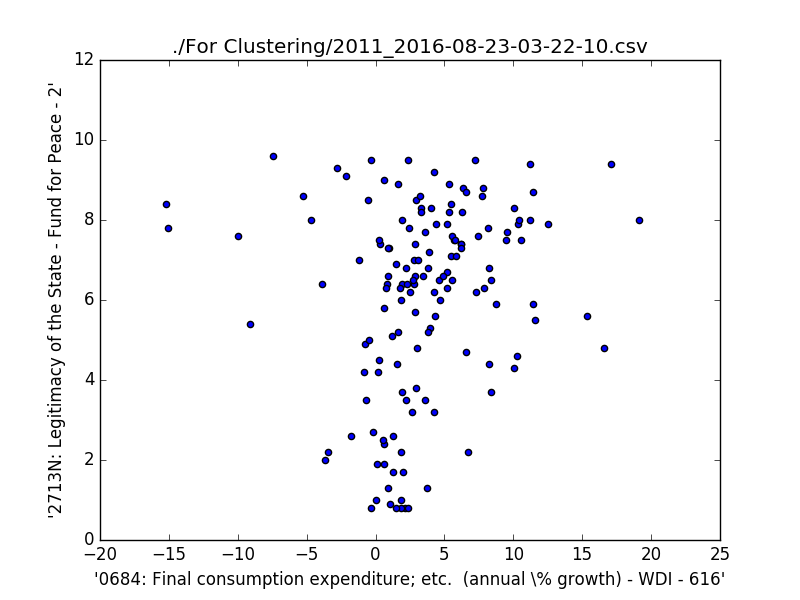 ./For Clustering/2011_2016-08-23-03-22-10.csv
'2713N: Legitimacy of the State - Fund for Peace - 2'
12
10
8
6
4
2
0
−20 −15 −10 −5 0 5 10 15 20 25
'0684: Final consumption expenditure; etc.  (annual \% growth) - WDI - 616'